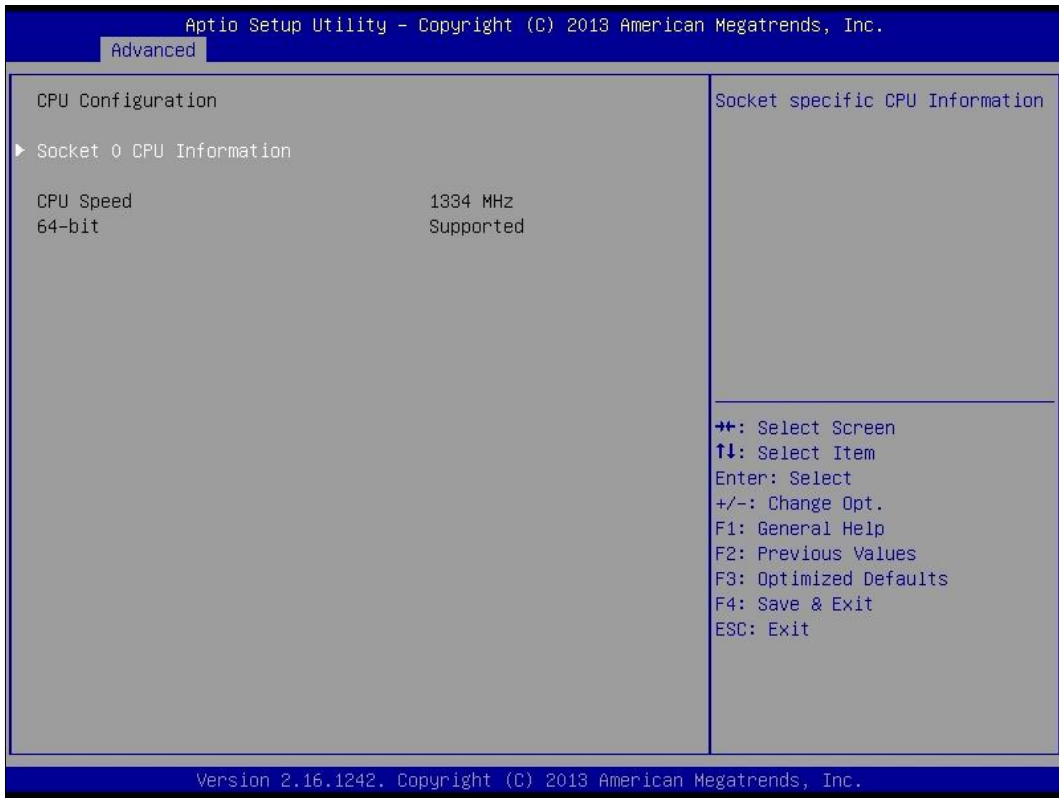 Aptio Setup Utility – Copyright (C) 2013 American Megatrends, Inc.
Advanced
CPU Configuration
Socket 0 CPU Information
CPU Speed 1334 MHz
64-bit Supported
Socket specific CPU Information
→←: Select Screen
↑↓: Select Item
Enter: Select
+/-: Change Opt.
F1: General Help
F2: Previous Values
F3: Optimized Defaults
F4: Save & Exit
ESC: Exit
Version 2.16.1242. Copyright (C) 2013 American Megatrends, Inc.